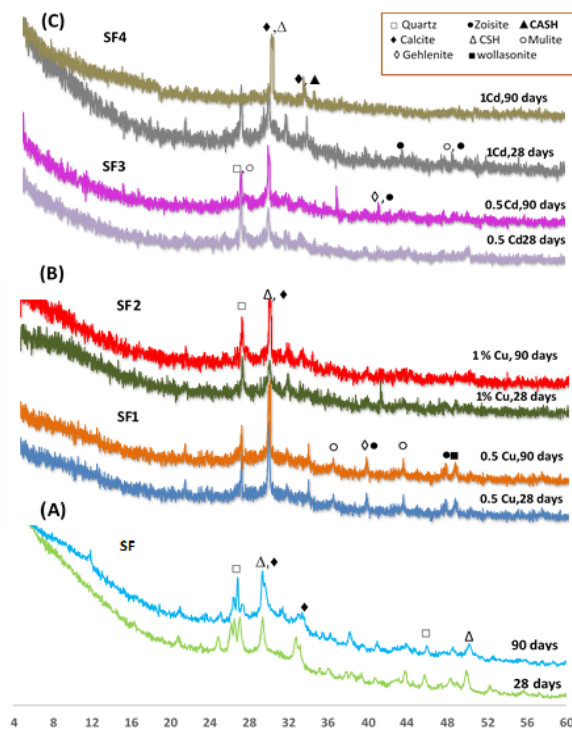 (C)
SF4
□ Quartz ●Zoisite ▲CASH
♦ Calcite Δ CSH ○Mulite
◊ Gehlenite ■wollasonite
♦,Δ
♦ ▲
1Cd,90 days
●
○, ●
1Cd,28 days
SF3
□,○
◊,●
0.5Cd,90 days
0.5 Cd28 days
(B)
SF 2
□
Δ, ♦
1% Cu, 90 days
1% Cu,28 days
SF1
○ ◊● ○ ●■
0.5 Cu,90 days
0.5 Cu,28 days
(A)
SF
□
Δ,♦
♦
□ Δ
90 days
28 days
4 8 12 16 20 24 28 32 36 40 44 48 52 56 60